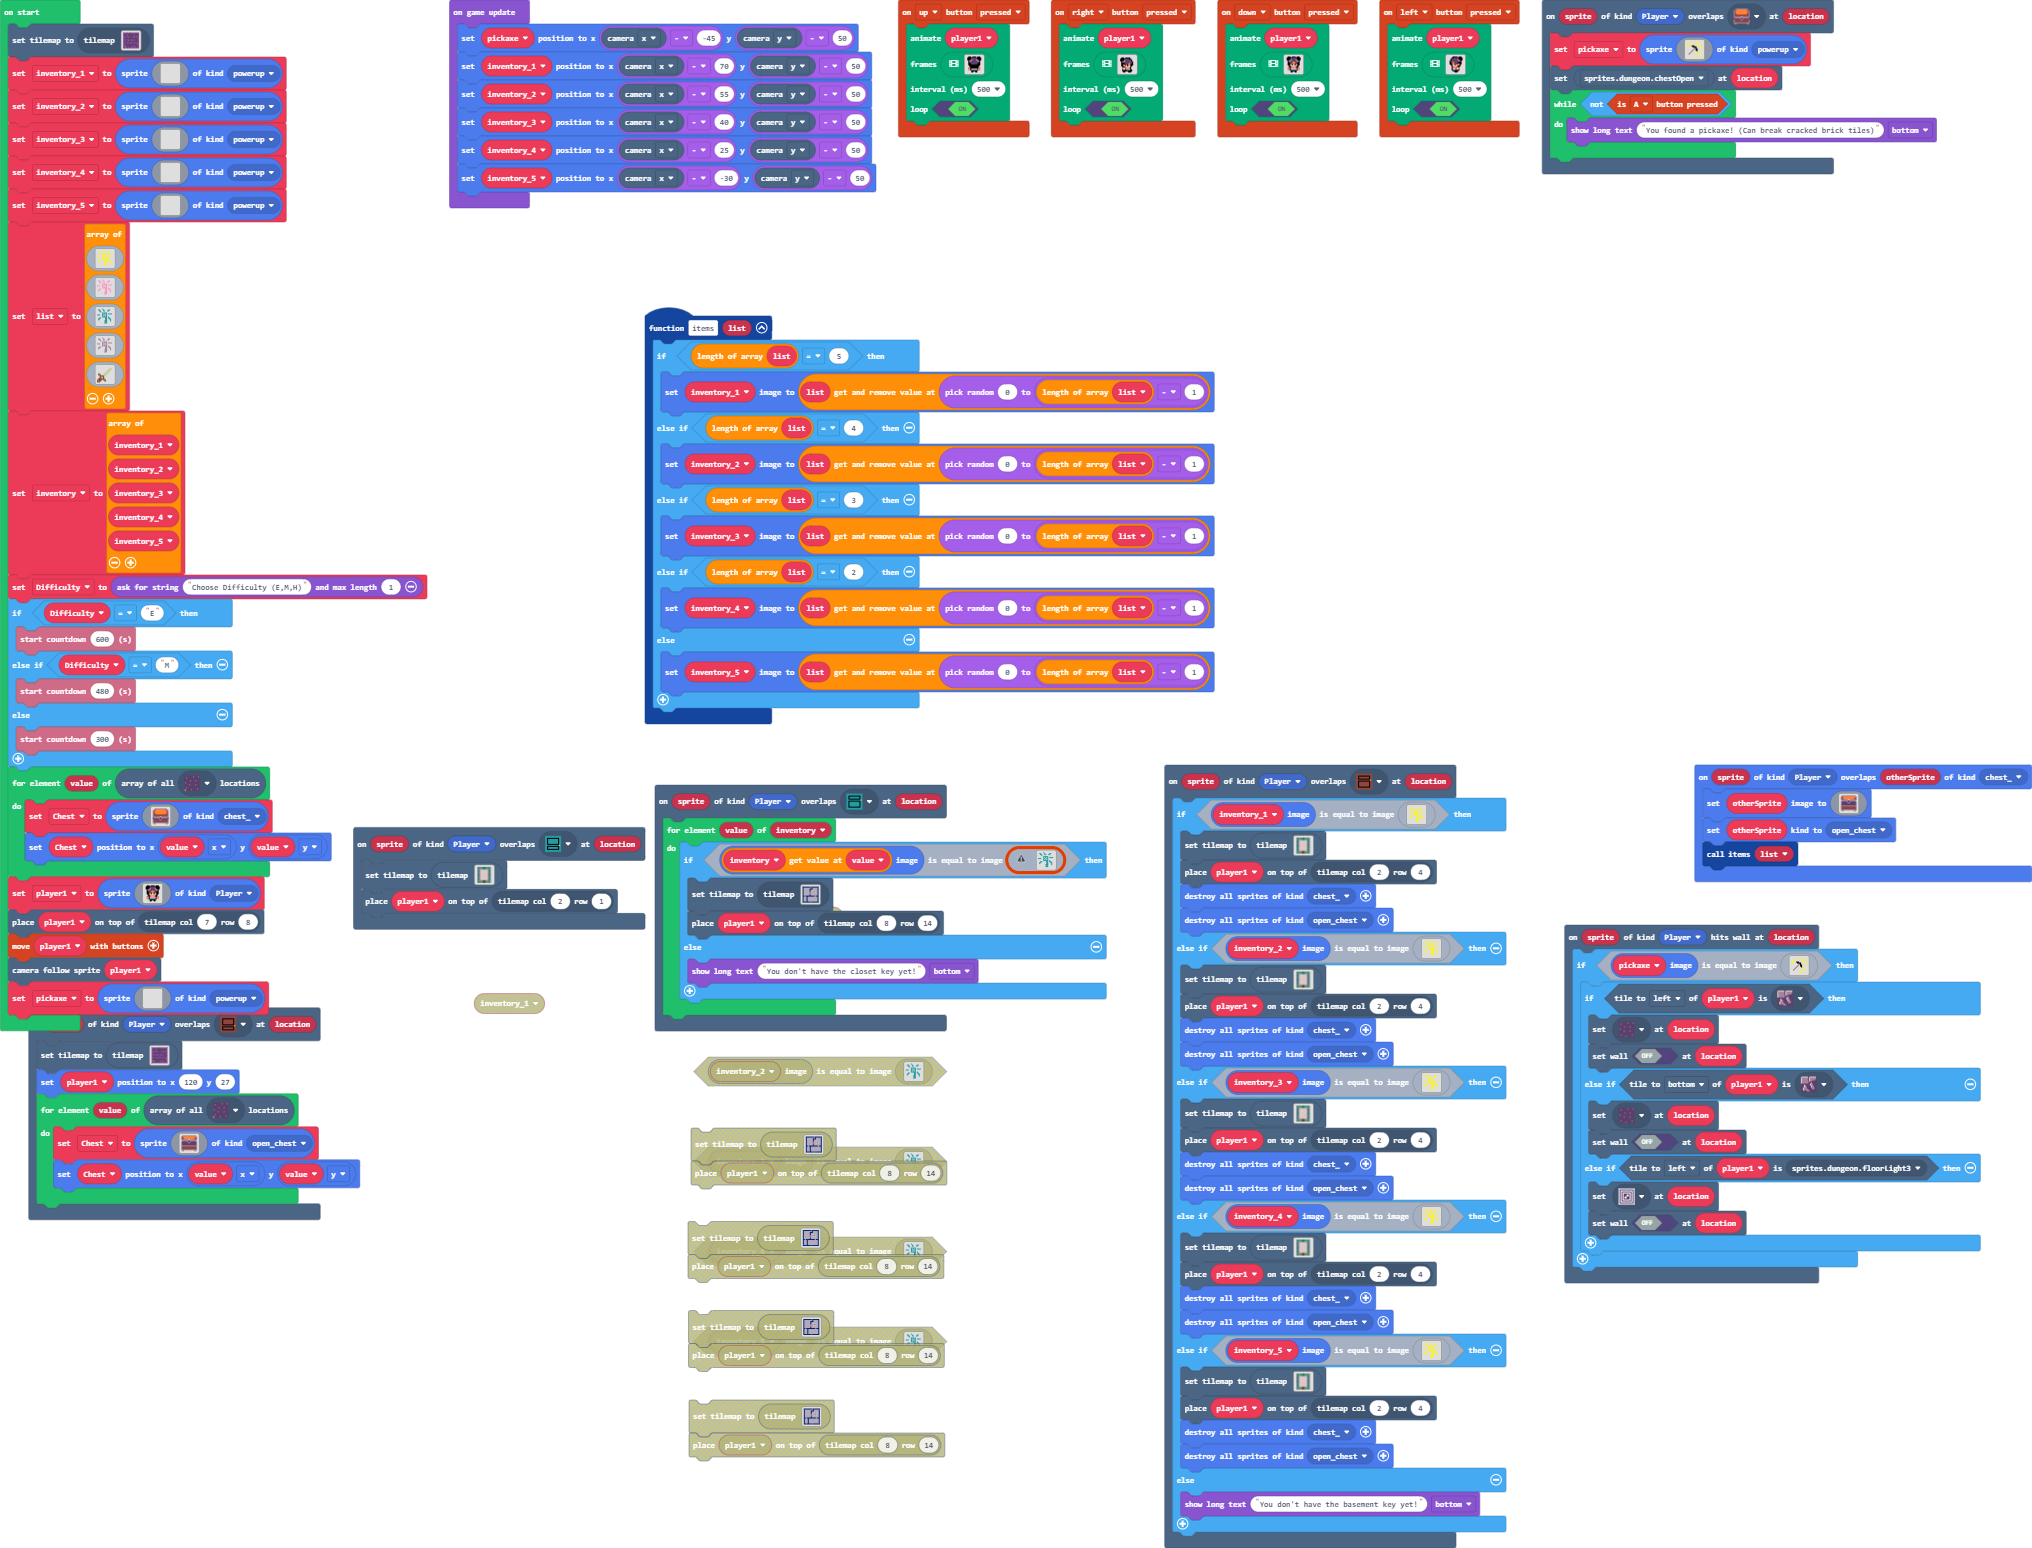 on start
set tilemap to tilemap
set inventory_1 to sprite of kind powerup
set inventory_2 to sprite of kind powerup
set inventory_3 to sprite of kind powerup
set inventory_4 to sprite of kind powerup
set inventory_5 to sprite of kind powerup
set list to array of
set inventory to array of
inventory_1
inventory_2
inventory_3
inventory_4
inventory_5
set Difficulty to ask for string "Choose Difficulty (E,M,H)" and max length 1
if Difficulty = "E" then
start countdown 600 (s)
else if Difficulty = "M" then
start countdown 480 (s)
else
start countdown 300 (s)
for element value of array of all locations
do
set Chest to sprite of kind chest_
set Chest position to x value x y value y
set player1 to sprite of kind Player
place player1 on top of tilemap col 7 row 8
move player1 with buttons
camera follow sprite player1
set pickaxe to sprite of kind powerup
of kind Player overlaps at location
set tilemap to tilemap
set player1 position to x 120 y 27
for element value of array of all locations
do
set Chest to sprite of kind open_chest
set Chest position to x value x y value y
on game update
set pickaxe position to x camera x - -45 y camera y - 50
set inventory_1 position to x camera x - 70 y camera y - 50
set inventory_2 position to x camera x - 55 y camera y - 50
set inventory_3 position to x camera x - 40 y camera y - 50
set inventory_4 position to x camera x - 25 y camera y - 50
set inventory_5 position to x camera x - -30 y camera y - 50
on up button pressed
animate player1
frames
interval (ms) 500
loop ON
on right button pressed
animate player1
frames
interval (ms) 500
loop ON
on down button pressed
animate player1
frames
interval (ms) 500
loop ON
on left button pressed
animate player1
frames
interval (ms) 500
loop ON
on sprite of kind Player overlaps at location
set pickaxe to sprite of kind powerup
set sprites.dungeon.chestOpen at location
while not is A button pressed
do
show long text "You found a pickaxe! (Can break cracked brick tiles)" bottom
function items list
if length of array list = 5 then
set inventory_1 image to list get and remove value at pick random 0 to length of array list - 1
else if length of array list = 4 then
set inventory_2 image to list get and remove value at pick random 0 to length of array list - 1
else if length of array list = 3 then
set inventory_3 image to list get and remove value at pick random 0 to length of array list - 1
else if length of array list = 2 then
set inventory_4 image to list get and remove value at pick random 0 to length of array list - 1
else
set inventory_5 image to list get and remove value at pick random 0 to length of array list - 1
on sprite of kind Player overlaps at location
set tilemap to tilemap
place player1 on top of tilemap col 2 row 1
inventory_1
on sprite of kind Player overlaps at location
for element value of inventory
do
if inventory get value at value image is equal to image then
set tilemap to tilemap
place player1 on top of tilemap col 8 row 14
else
show long text "You don't have the closet key yet!" bottom
inventory_2 image is equal to image
set tilemap to tilemap
place player1 on top of tilemap col 8 row 14
set tilemap to tilemap
equal to image
place player1 on top of tilemap col 8 row 14
set tilemap to tilemap
equal to image
place player1 on top of tilemap col 8 row 14
set tilemap to tilemap
place player1 on top of tilemap col 8 row 14
on sprite of kind Player overlaps at location
if inventory_1 image is equal to image then
set tilemap to tilemap
place player1 on top of tilemap col 2 row 4
destroy all sprites of kind chest_
destroy all sprites of kind open_chest
else if inventory_2 image is equal to image then
set tilemap to tilemap
place player1 on top of tilemap col 2 row 4
destroy all sprites of kind chest_
destroy all sprites of kind open_chest
else if inventory_3 image is equal to image then
set tilemap to tilemap
place player1 on top of tilemap col 2 row 4
destroy all sprites of kind chest_
destroy all sprites of kind open_chest
else if inventory_4 image is equal to image then
set tilemap to tilemap
place player1 on top of tilemap col 2 row 4
destroy all sprites of kind chest_
destroy all sprites of kind open_chest
else if inventory_5 image is equal to image then
set tilemap to tilemap
place player1 on top of tilemap col 2 row 4
destroy all sprites of kind chest_
destroy all sprites of kind open_chest
else
show long text "You don't have the basement key yet!" bottom
on sprite of kind Player overlaps otherSprite of kind chest_
set otherSprite image to
set otherSprite kind to open_chest
call items list
on sprite of kind Player hits wall at location
if pickaxe image is equal to image then
if tile to left of player1 is then
set at location
set wall OFF at location
else if tile to bottom of player1 is then
set at location
set wall OFF at location
else if tile to left of player1 is sprites.dungeon.floorLight3 then
set at location
set wall OFF at location